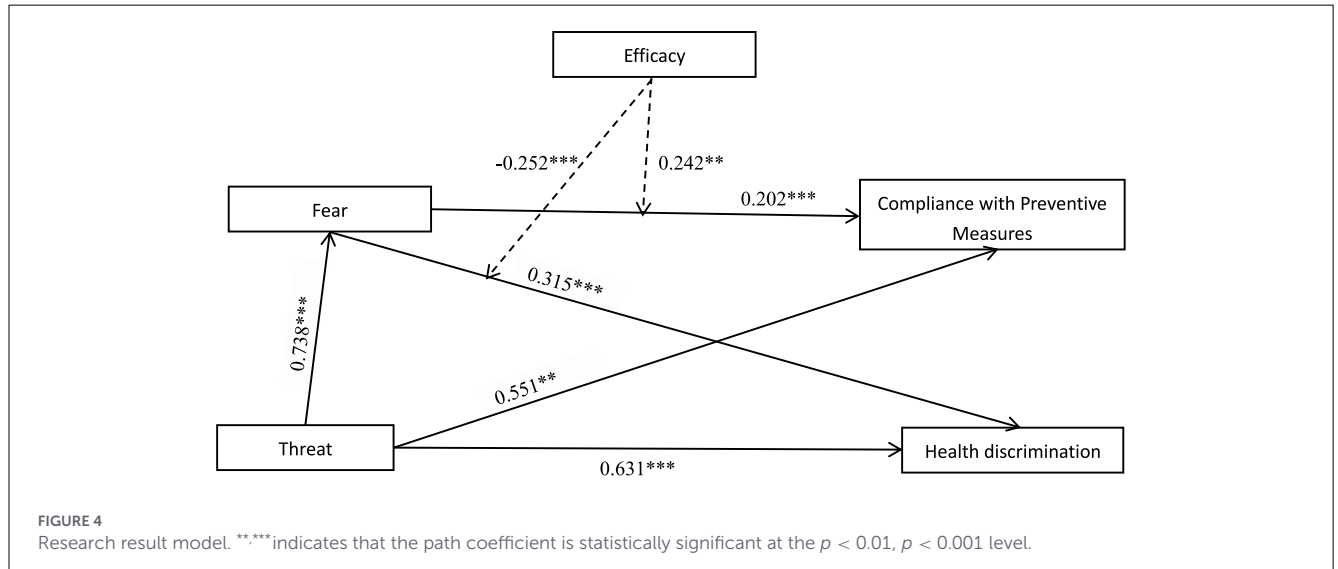 Efficacy
-0.252***
0.242**
0.202***
Fear
Compliance with Preventive
Measures
0.315***
0.738***
0.551**
Threat
Health discrimination
0.631***
FIGURE 4
Research result model. **,***indicates that the path coefficient is statistically significant at the p < 0.01, p < 0.001 level.